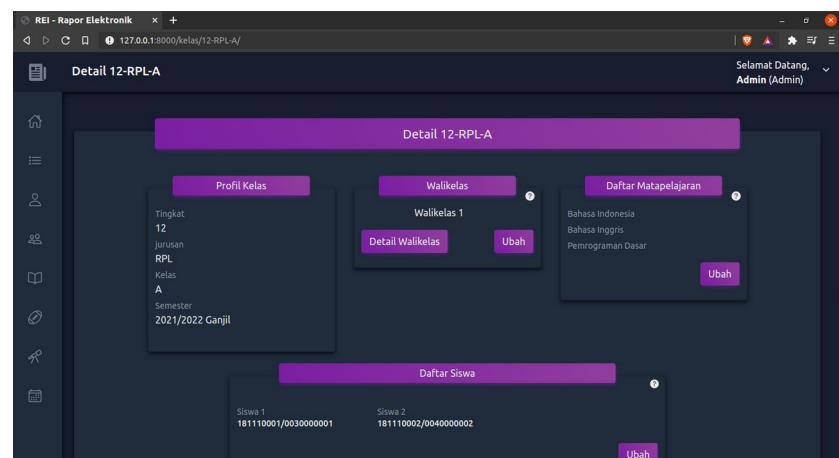 REI - Rapor Elektronik
127.0.0.1:8000/kelas/12-RPL-A/
Detail 12-RPL-A
Selamat Datang,
Admin (Admin)
Detail 12-RPL-A
Profil Kelas
Tingkat
12
jurusan
RPL
Kelas
A
Semester
2021/2022 Ganjil
Walikelas
Walikelas 1
Detail Walikelas
Ubah
Daftar Matapelajaran
Bahasa Indonesia
Bahasa Inggris
Pemrograman Dasar
Ubah
Daftar Siswa
Siswa 1
181110001/0030000001
Siswa 2
181110002/0040000002
Ubah